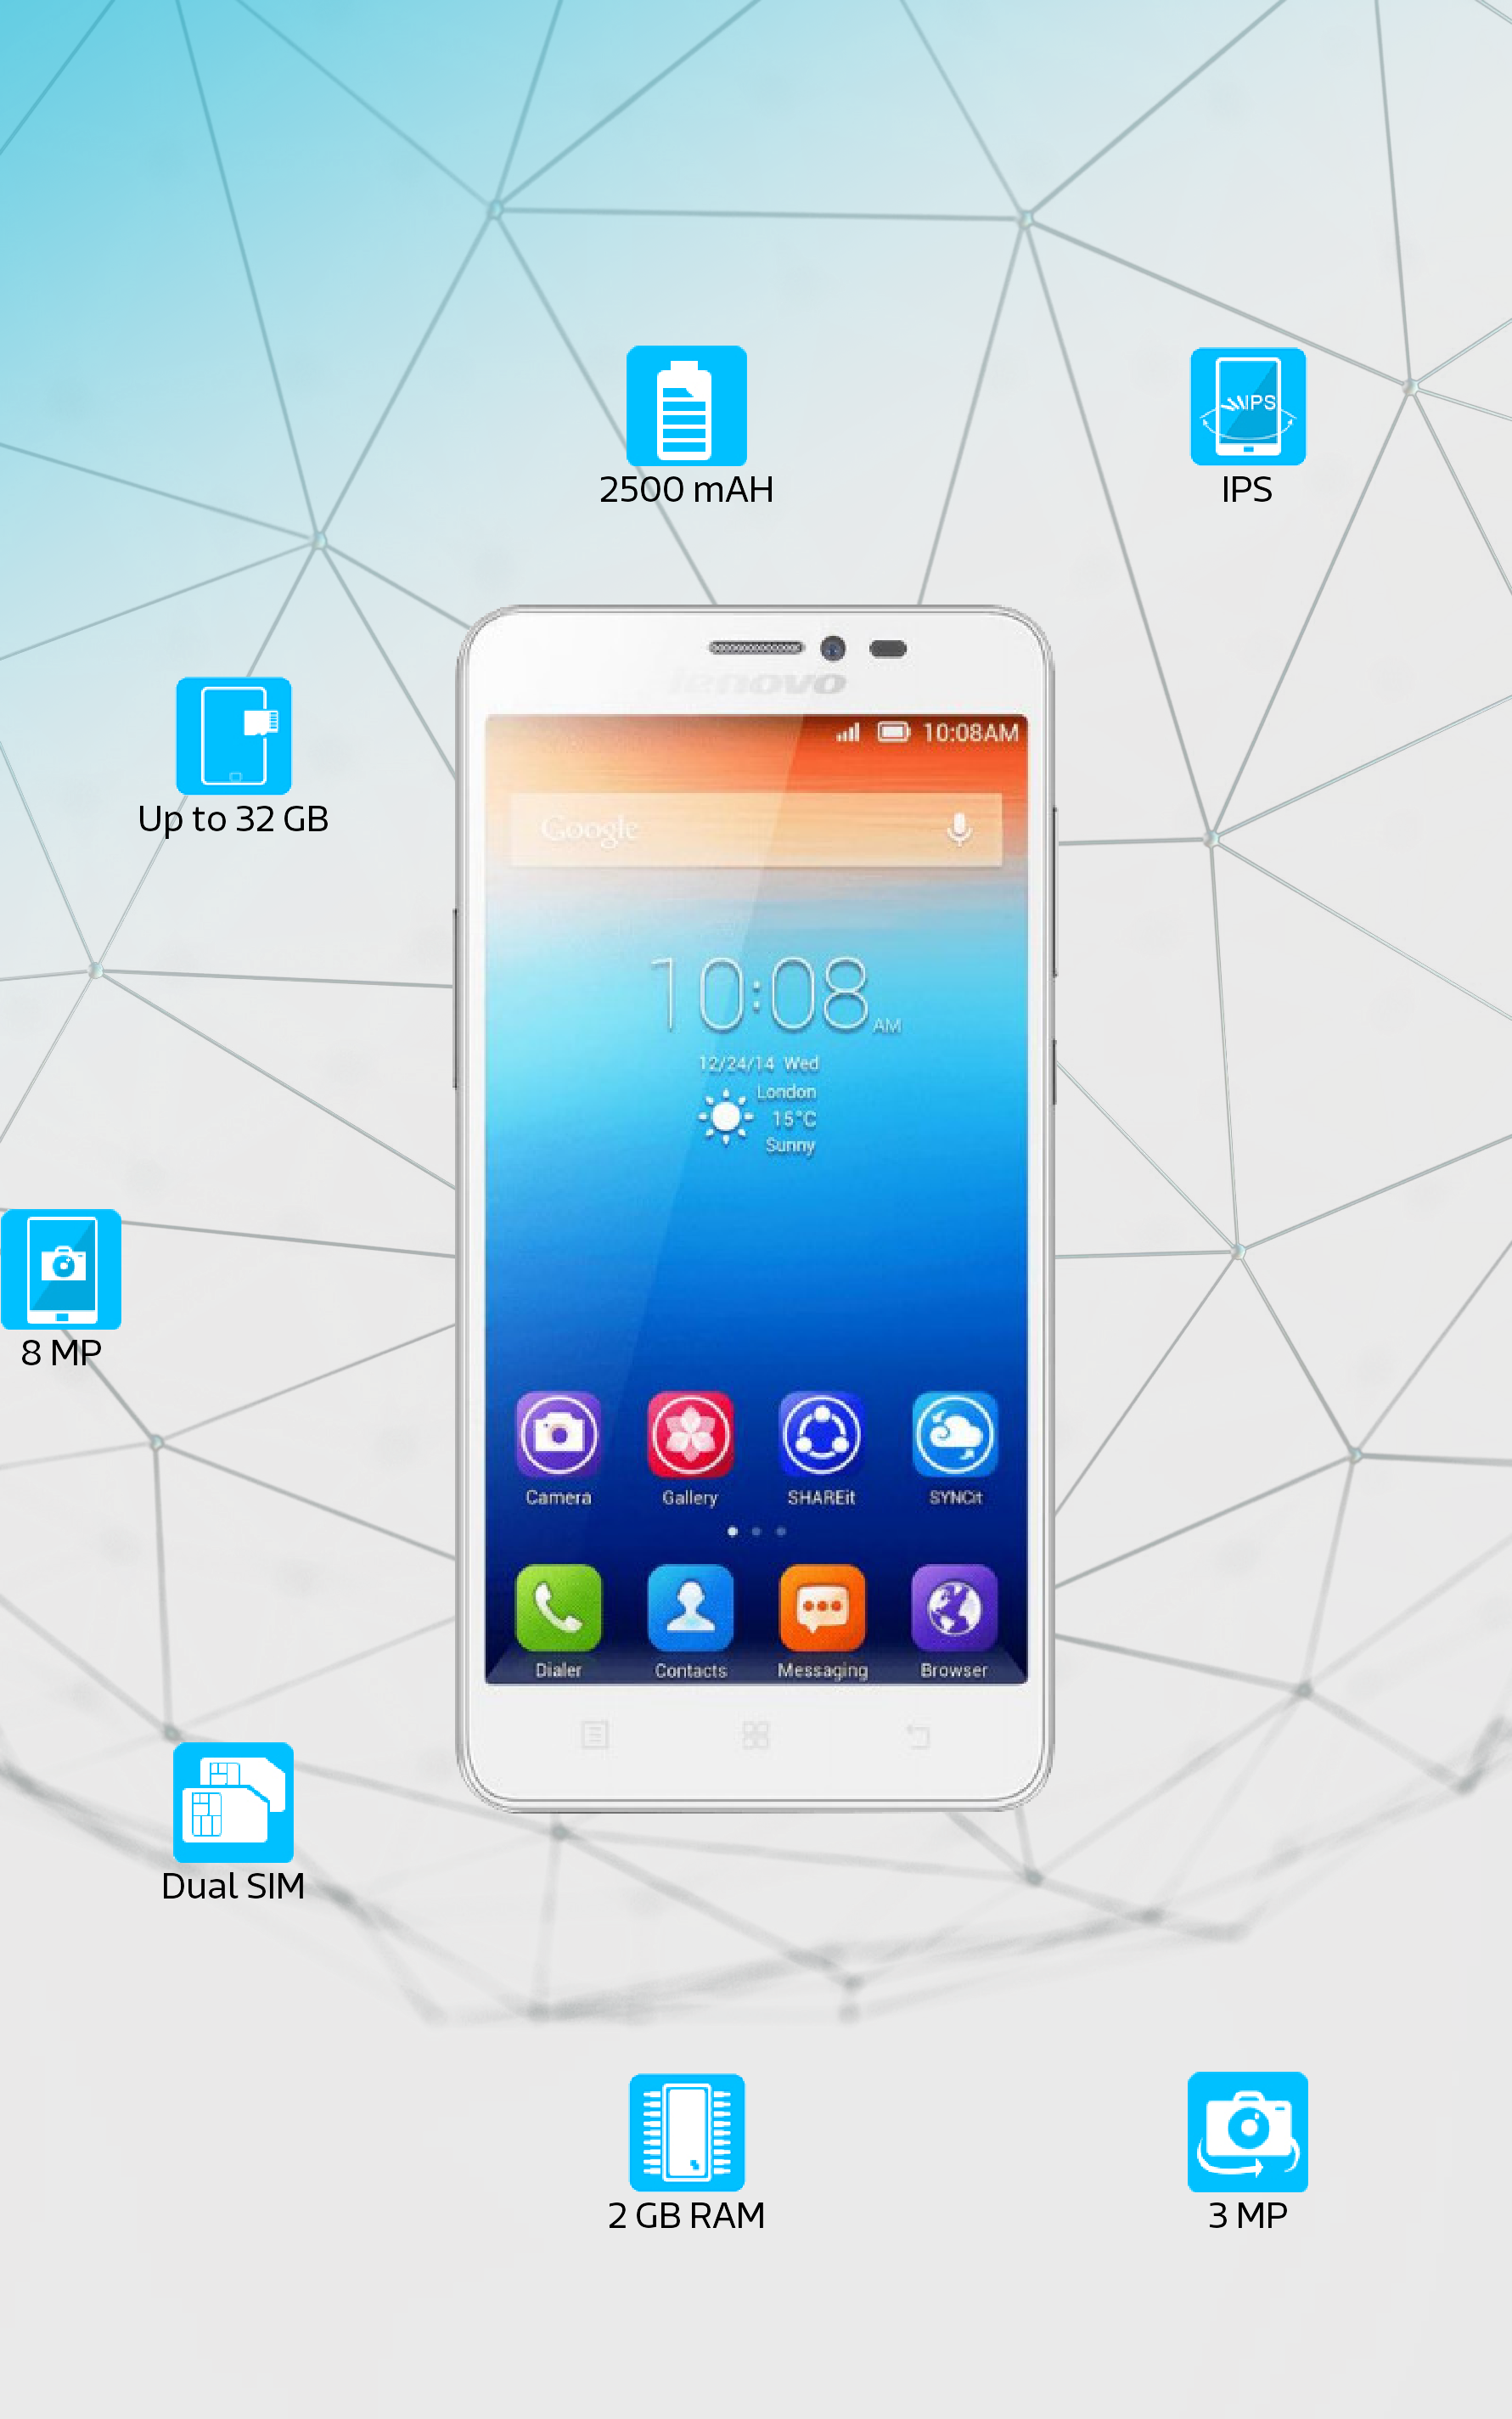 2500 mAH
IPS
IPS
Up to 32 GB
lenovo
10:08AM
Google
10:08 AM
12/24/14 Wed
London
15°C
Sunny
8 MP
Camera Gallery SHAREit SYNCit
Dialer Contacts Messaging Browser
Dual SIM
2 GB RAM
3 MP